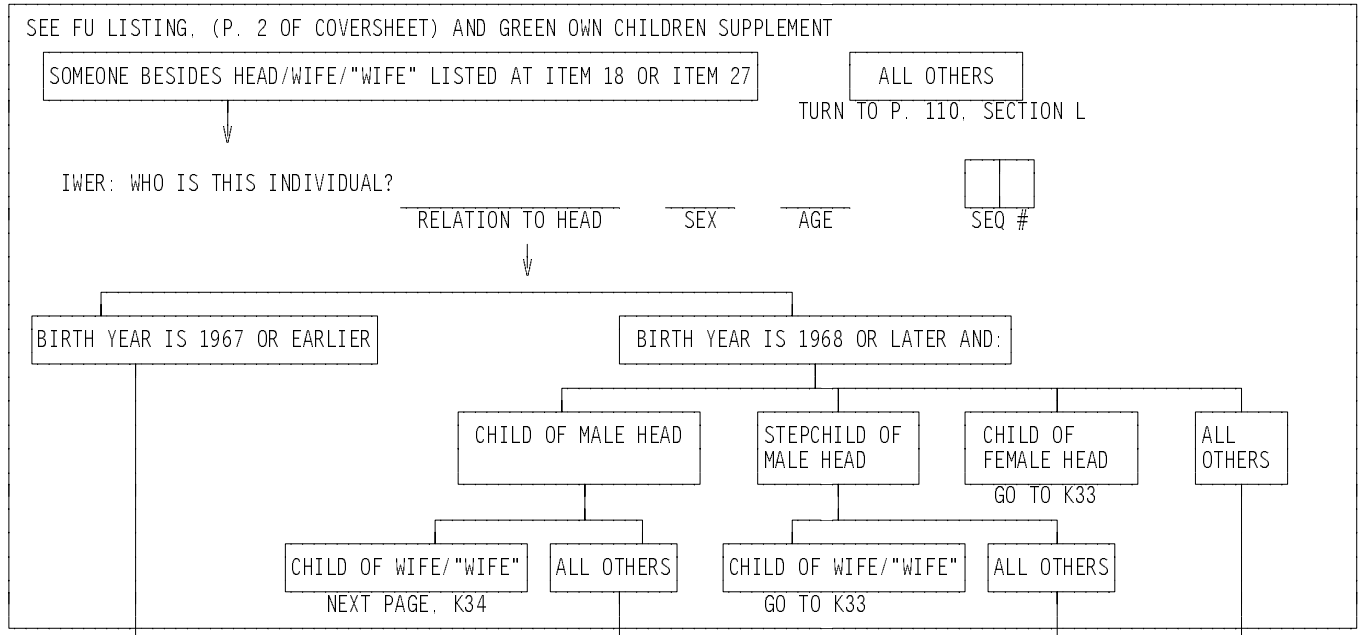 SEE FU LISTING, (P. 2 OF COVERSHEET) AND GREEN OWN CHILDREN SUPPLEMENT
SOMEONE BESIDES HEAD/WIFE/"WIFE" LISTED AT ITEM 18 OR ITEM 27
ALL OTHERS
TURN TO P. 110, SECTION L
IWER: WHO IS THIS INDIVIDUAL?
RELATION TO HEAD SEX AGE SEQ #
BIRTH YEAR IS 1967 OR EARLIER
BIRTH YEAR IS 1968 OR LATER AND:
CHILD OF MALE HEAD
STEPCHILD OF
MALE HEAD
CHILD OF
FEMALE HEAD
GO TO K33
ALL
OTHERS
CHILD OF WIFE/"WIFE"
NEXT PAGE, K34
ALL OTHERS
CHILD OF WIFE/"WIFE"
GO TO K33
ALL OTHERS